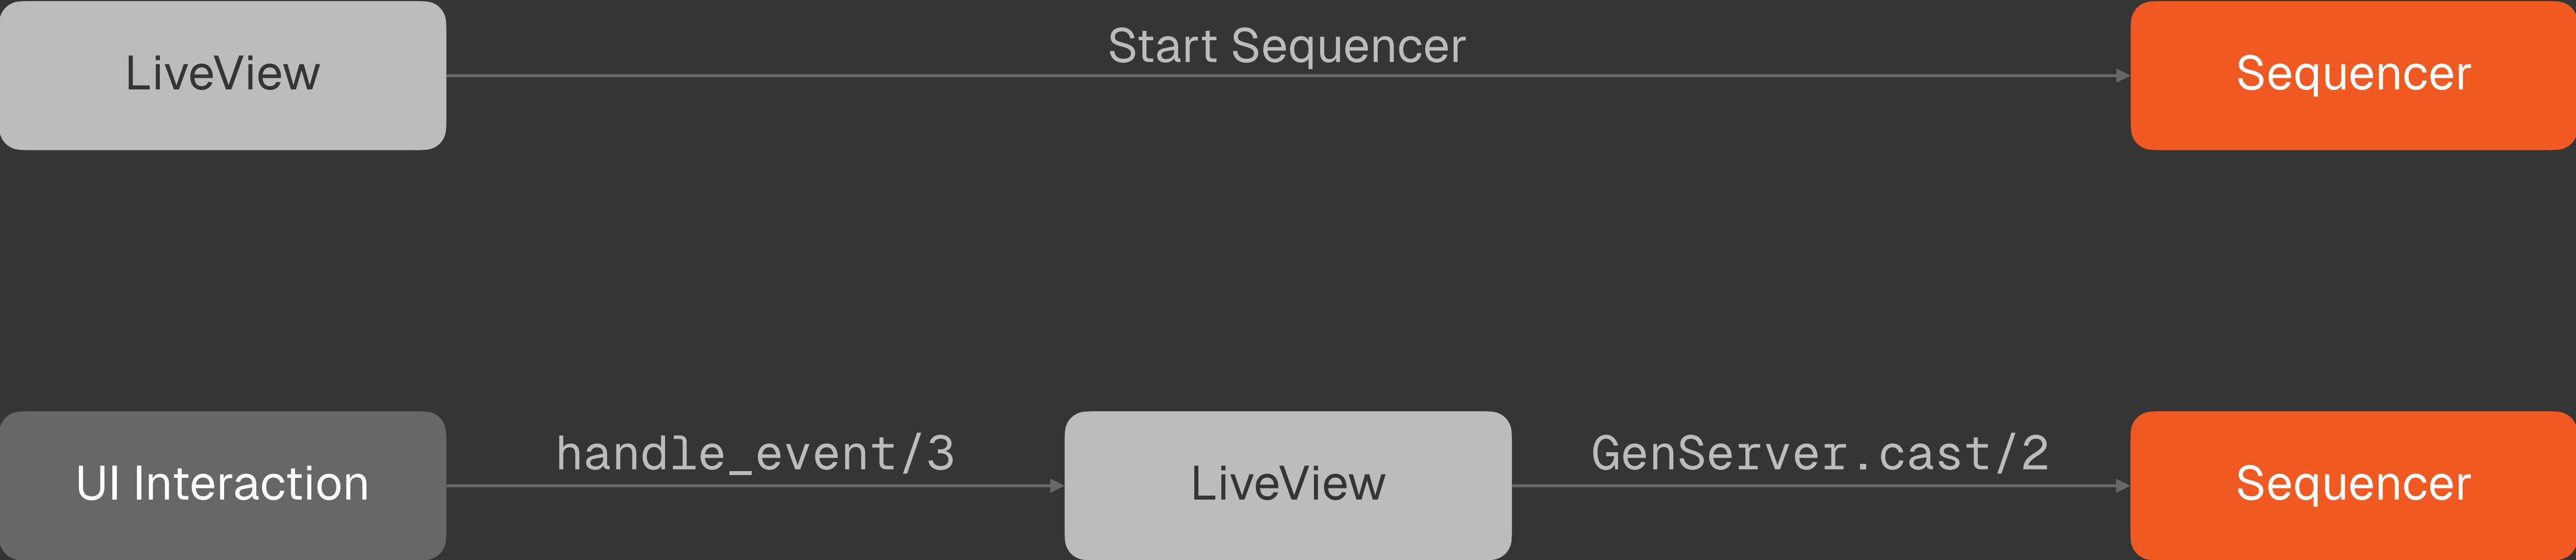 LiveView
Start Sequencer
Sequencer
UI Interaction
handle_event/3
LiveView
GenServer.cast/2
Sequencer